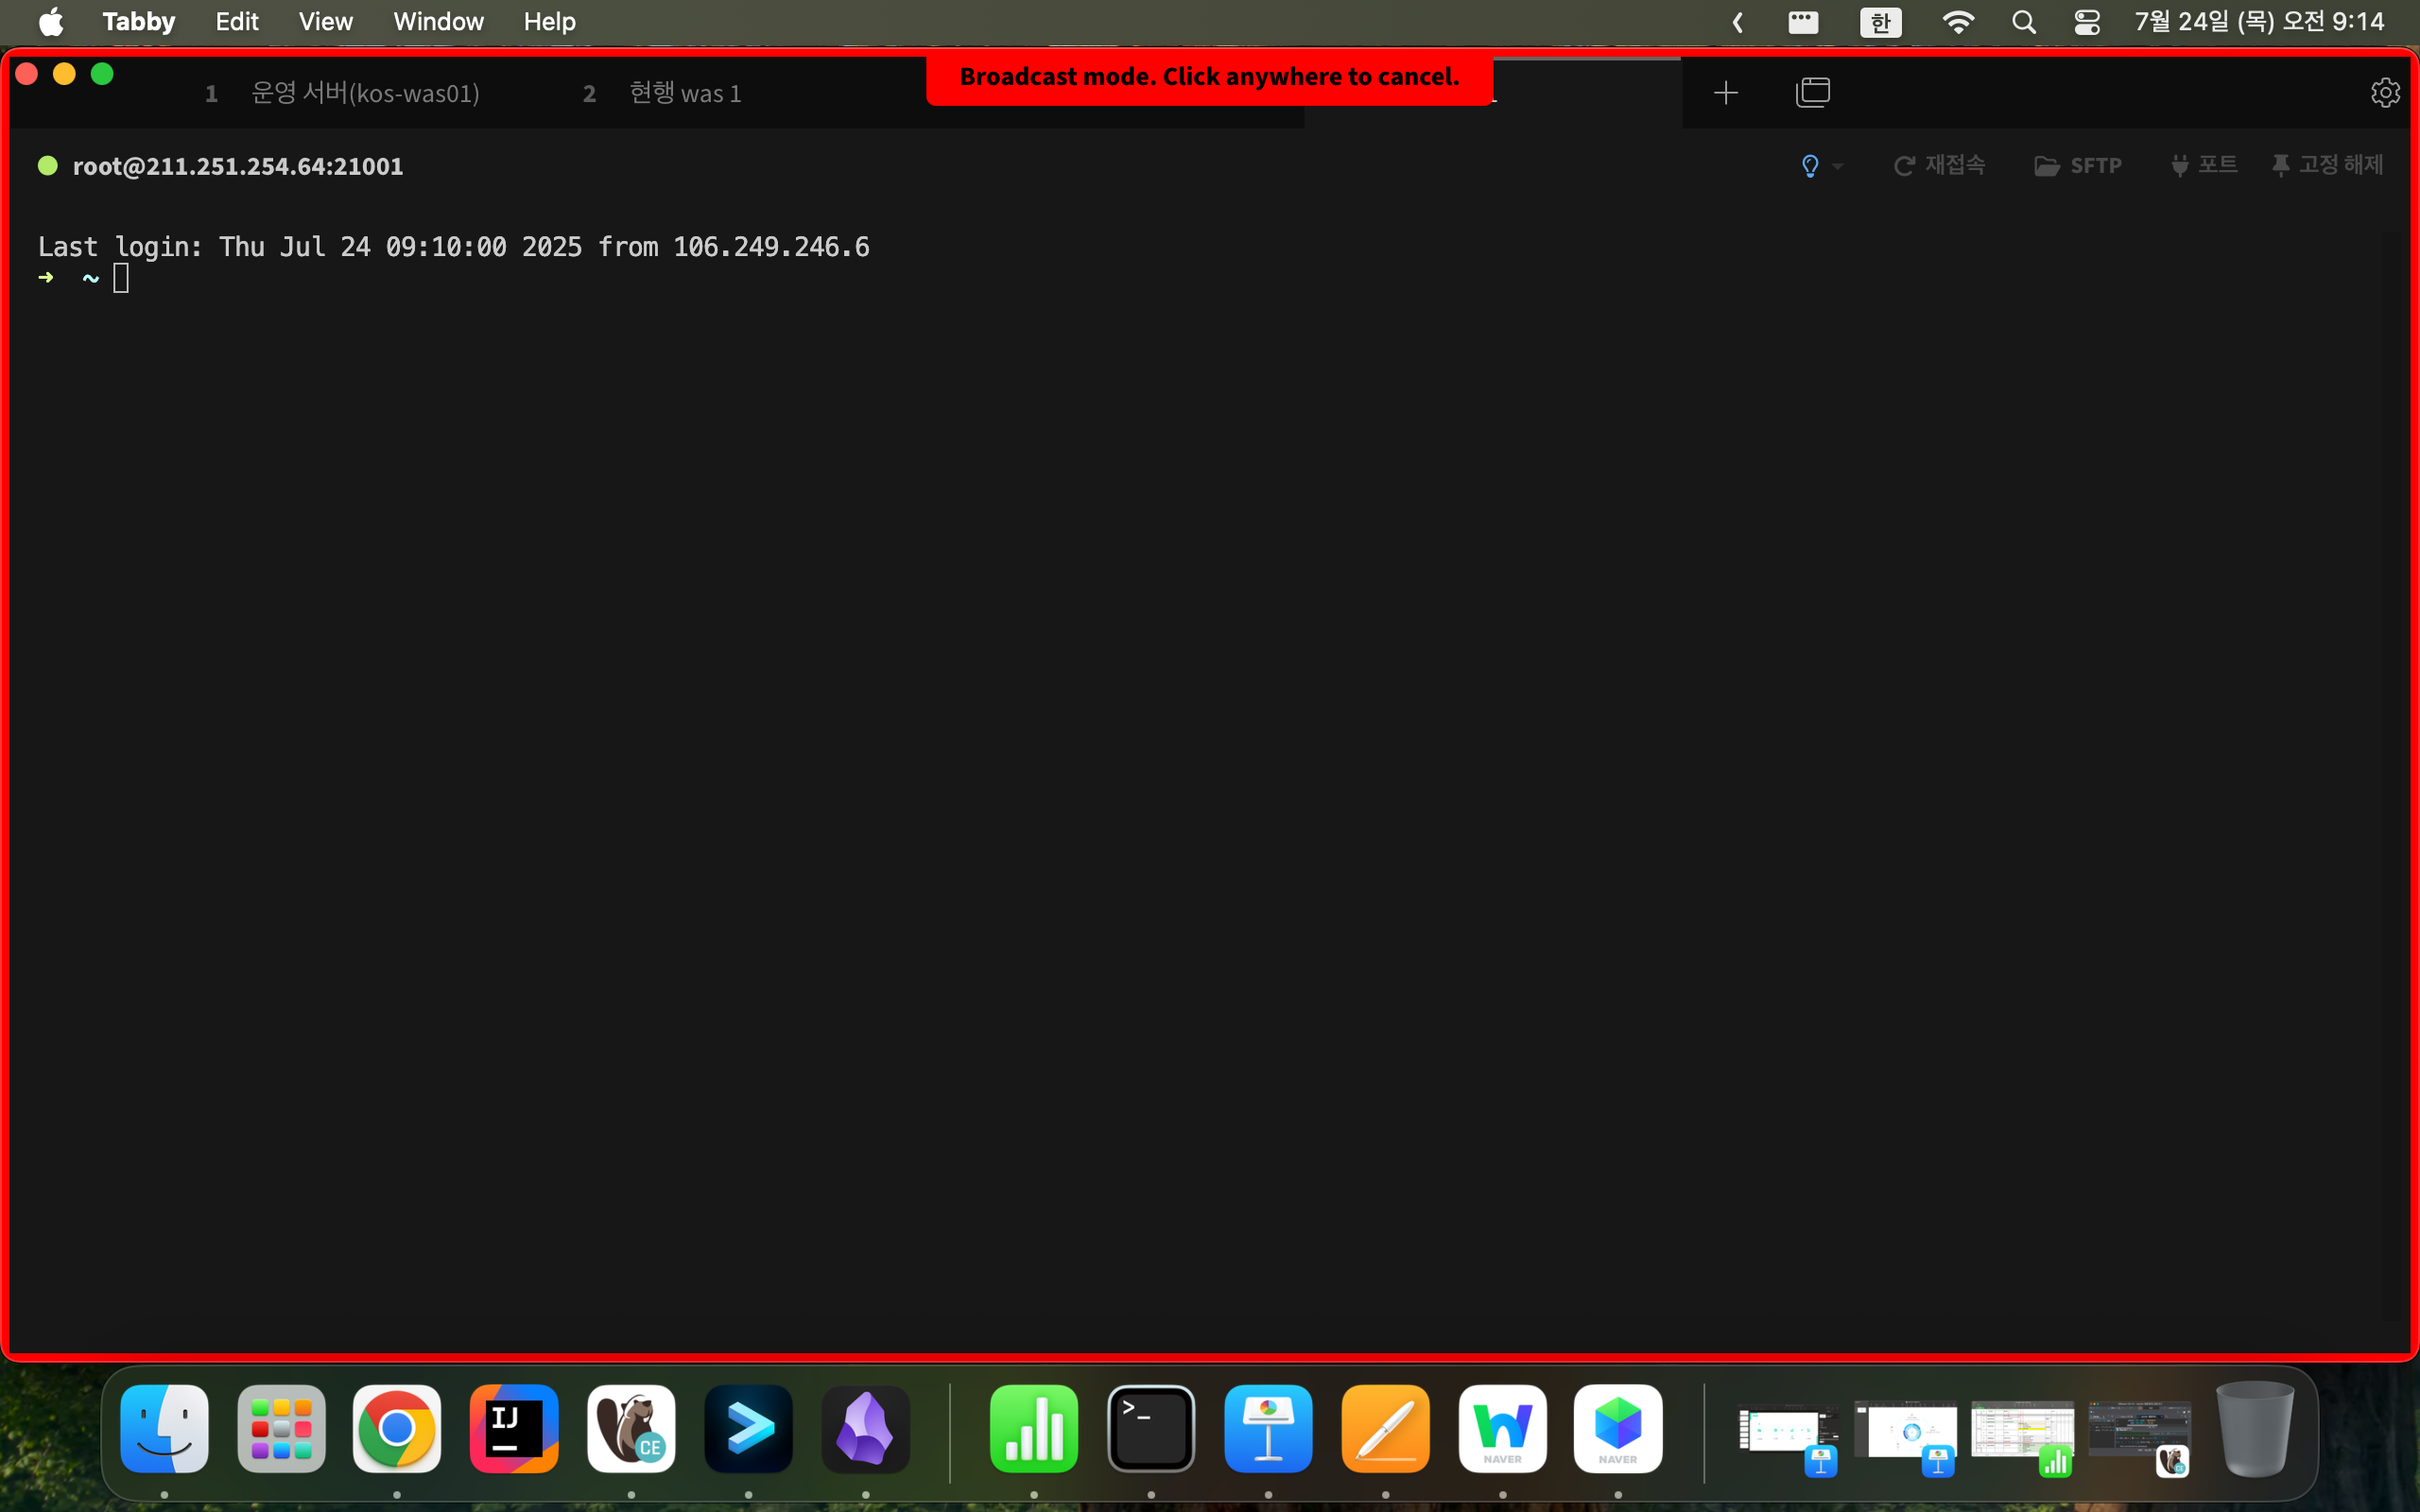 Tabby Edit View Window Help 한 7월 24일 (목) 오전 9:14
Broadcast mode. Click anywhere to cancel.
1 운영 서버(kos-was01) 2 현행 was 1
root@211.251.254.64:21001 재접속 SFTP 포트 고정 해제
Last login: Thu Jul 24 09:10:00 2025 from 106.249.246.6
➜ ~
IJ
CE
>_
NAVER
NAVER
CE